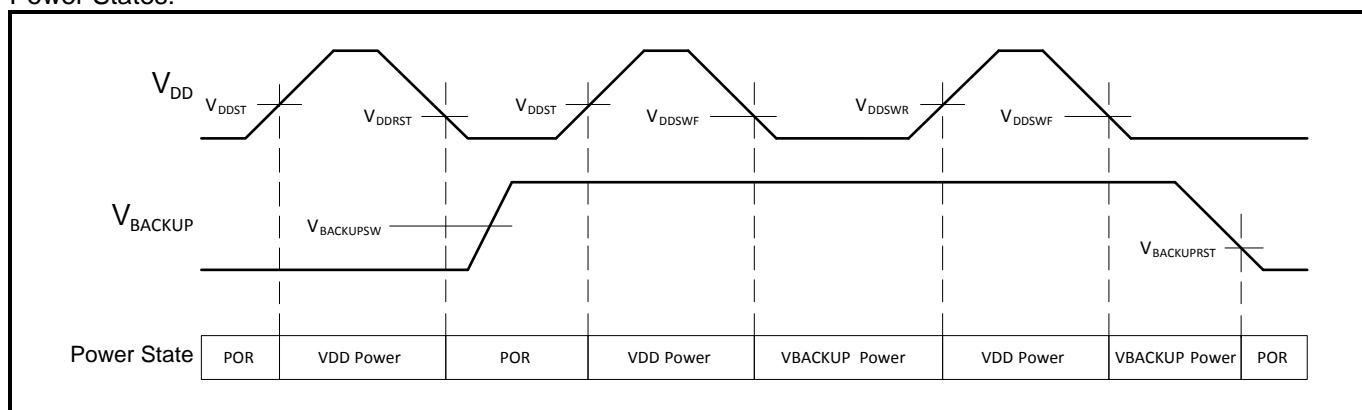 Power States:
VDD
VDDST
VDDRST
VDDST
VDDSWF
VDDSWR
VDDSWF
VBACKUP
VBACKUPSW
VBACKUPRST
Power State POR VDD Power POR VDD Power VBACKUP Power VDD Power VBACKUP Power POR